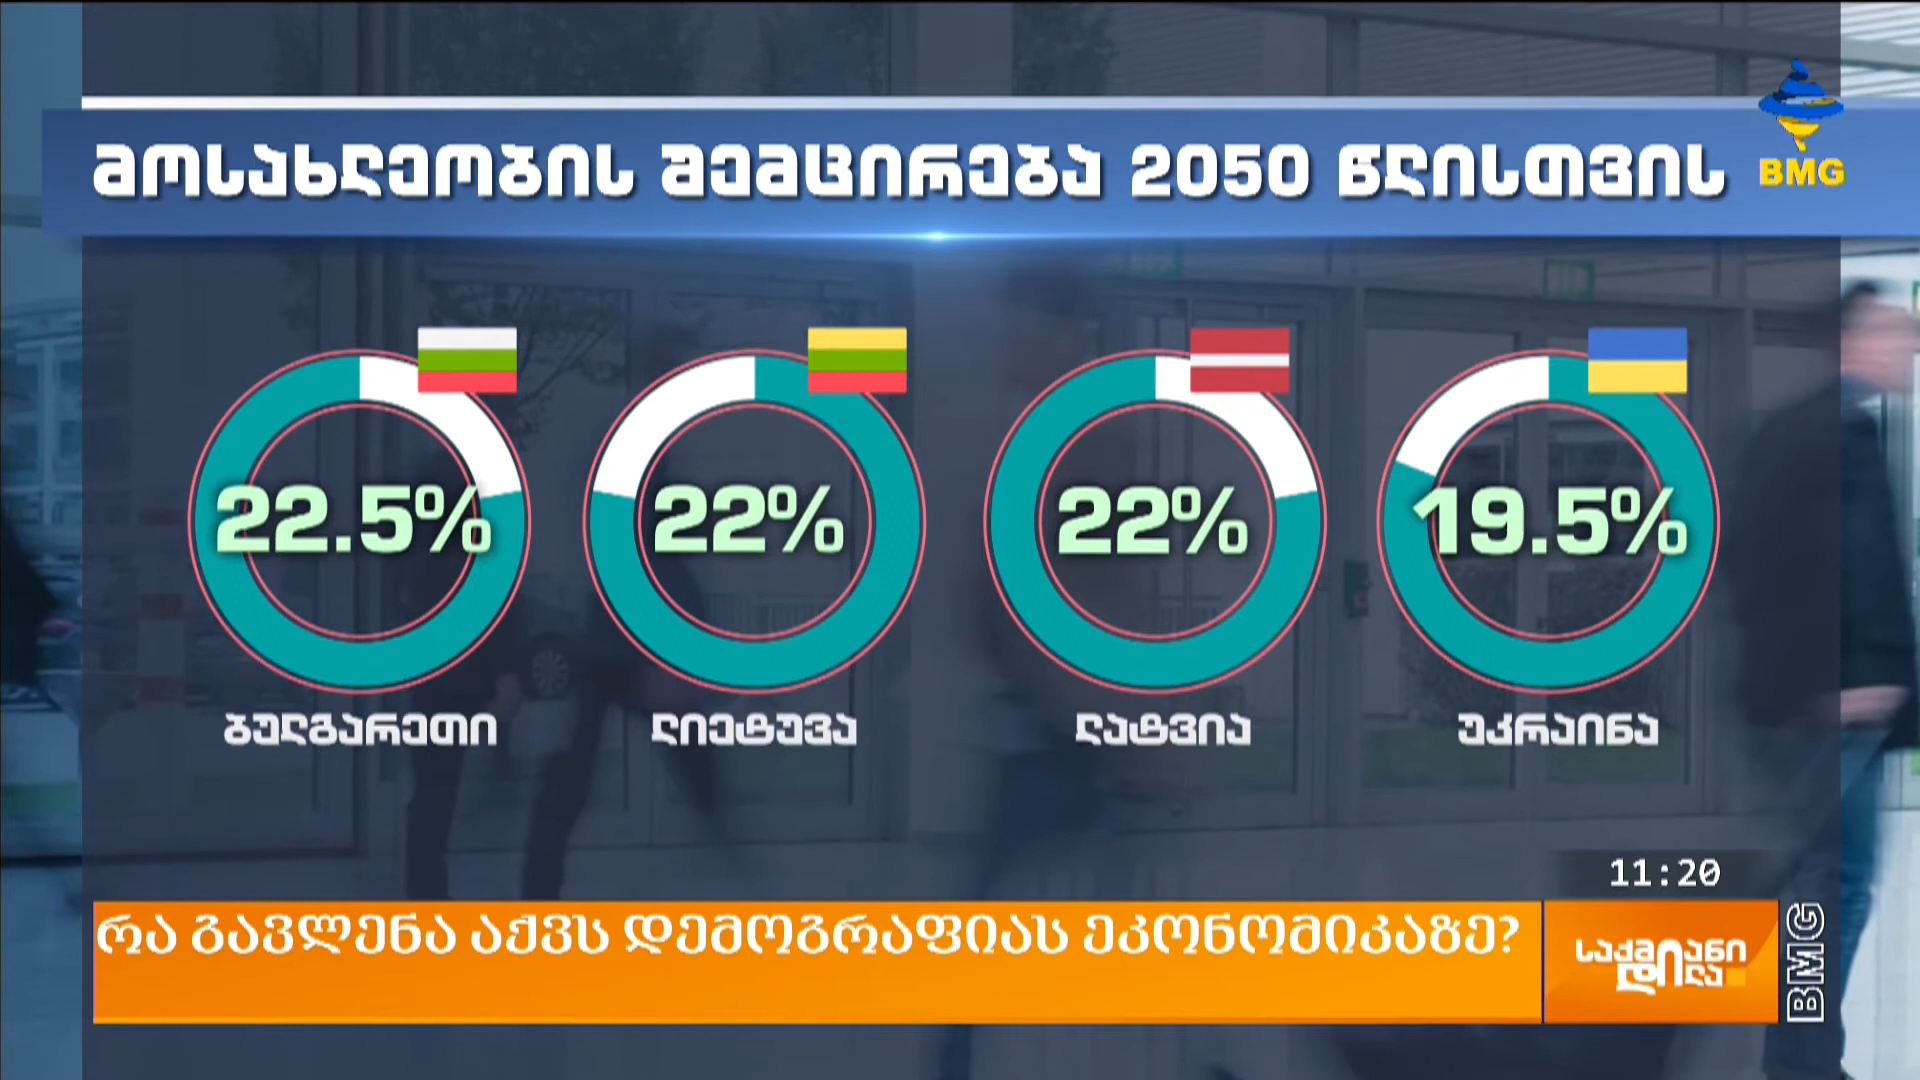 მოსახლეობის შემცირება 2050 წლისთვის
BMG
22.5%
22%
22%
19.5%
ბულგარეთი
ლიეტუვა
ლატვია
უკრაინა
11:20
რა გავლენა აქვს დემოგრაფიას ეკონომიკაზე?
საქმიანი
დილა
BMG